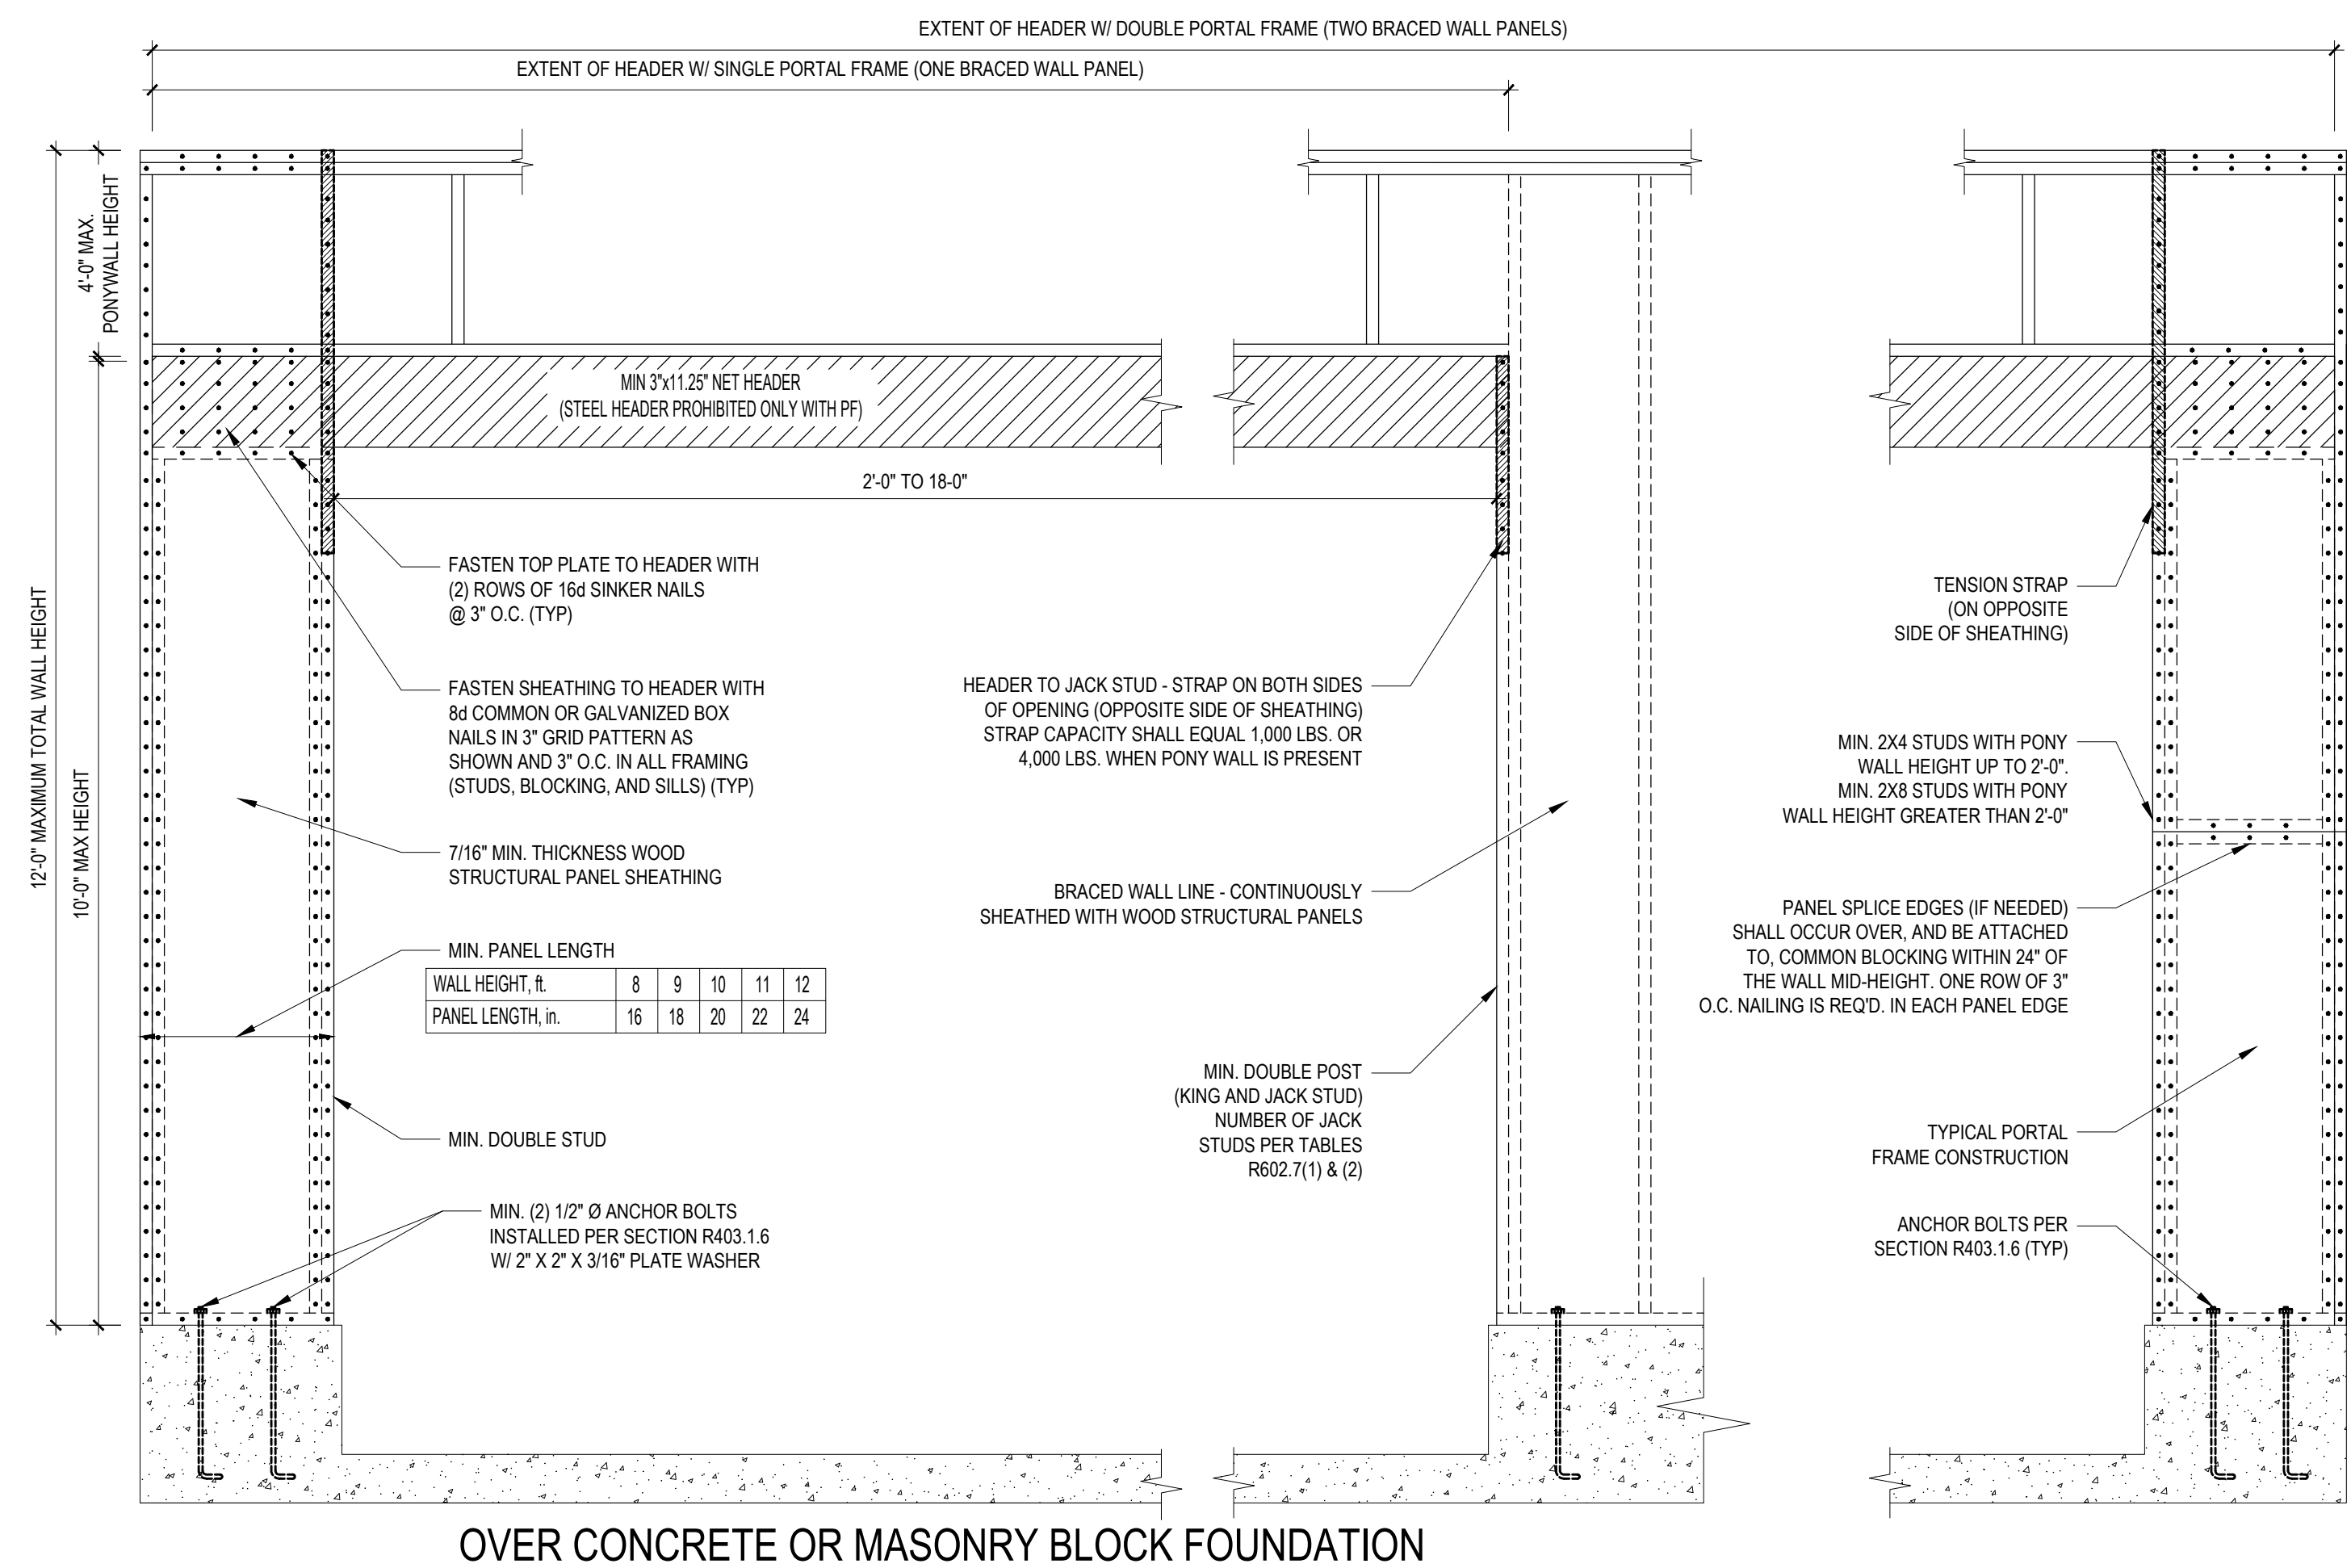 EXTENT OF HEADER W/ DOUBLE PORTAL FRAME (TWO BRACED WALL PANELS)
EXTENT OF HEADER W/ SINGLE PORTAL FRAME (ONE BRACED WALL PANEL)
4'-0" MAX.
PONYWALL HEIGHT
12'-0" MAXIMUM TOTAL WALL HEIGHT
10'-0" MAX HEIGHT
MIN 3"x11.25" NET HEADER
(STEEL HEADER PROHIBITED ONLY WITH PF)
2'-0" TO 18-0"
FASTEN TOP PLATE TO HEADER WITH
(2) ROWS OF 16d SINKER NAILS
@ 3" O.C. (TYP)
FASTEN SHEATHING TO HEADER WITH
8d COMMON OR GALVANIZED BOX
NAILS IN 3" GRID PATTERN AS
SHOWN AND 3" O.C. IN ALL FRAMING
(STUDS, BLOCKING, AND SILLS) (TYP)
7/16" MIN. THICKNESS WOOD
STRUCTURAL PANEL SHEATHING
MIN. PANEL LENGTH
WALL HEIGHT, ft. 8 9 10 11 12
PANEL LENGTH, in. 16 18 20 22 24
MIN. DOUBLE STUD
MIN. (2) 1/2" Ø ANCHOR BOLTS
INSTALLED PER SECTION R403.1.6
W/ 2" X 2" X 3/16" PLATE WASHER
HEADER TO JACK STUD - STRAP ON BOTH SIDES
OF OPENING (OPPOSITE SIDE OF SHEATHING)
STRAP CAPACITY SHALL EQUAL 1,000 LBS. OR
4,000 LBS. WHEN PONY WALL IS PRESENT
BRACED WALL LINE - CONTINUOUSLY
SHEATHED WITH WOOD STRUCTURAL PANELS
MIN. DOUBLE POST
(KING AND JACK STUD)
NUMBER OF JACK
STUDS PER TABLES
R602.7(1) & (2)
TENSION STRAP
(ON OPPOSITE
SIDE OF SHEATHING)
MIN. 2X4 STUDS WITH PONY
WALL HEIGHT UP TO 2'-0".
MIN. 2X8 STUDS WITH PONY
WALL HEIGHT GREATER THAN 2'-0"
PANEL SPLICE EDGES (IF NEEDED)
SHALL OCCUR OVER, AND BE ATTACHED
TO, COMMON BLOCKING WITHIN 24" OF
THE WALL MID-HEIGHT. ONE ROW OF 3"
O.C. NAILING IS REQ'D. IN EACH PANEL EDGE
TYPICAL PORTAL
FRAME CONSTRUCTION
ANCHOR BOLTS PER
SECTION R403.1.6 (TYP)
OVER CONCRETE OR MASONRY BLOCK FOUNDATION